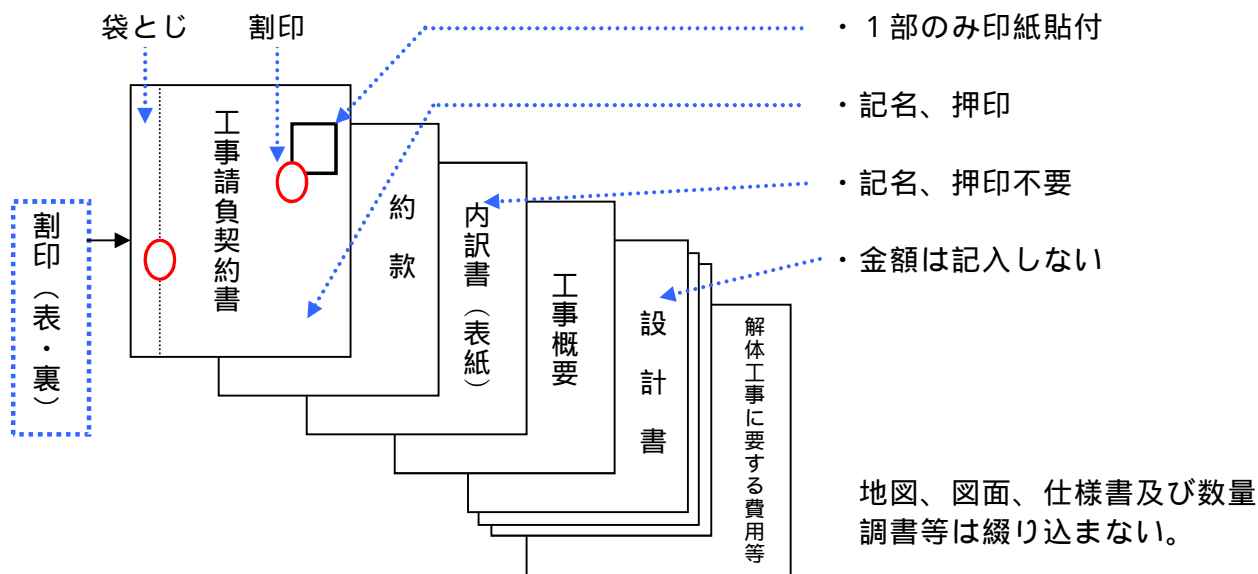 袋とじ
割印
・１部のみ印紙貼付
・記名、押印
・記名、押印不要
・金額は記入しない
割印（表・裏）
工事請負契約書
約款
内訳書（表紙）
工事概要
設計書
解体工事に要する費用等
地図、図面、仕様書及び数量
調書等は綴り込まない。